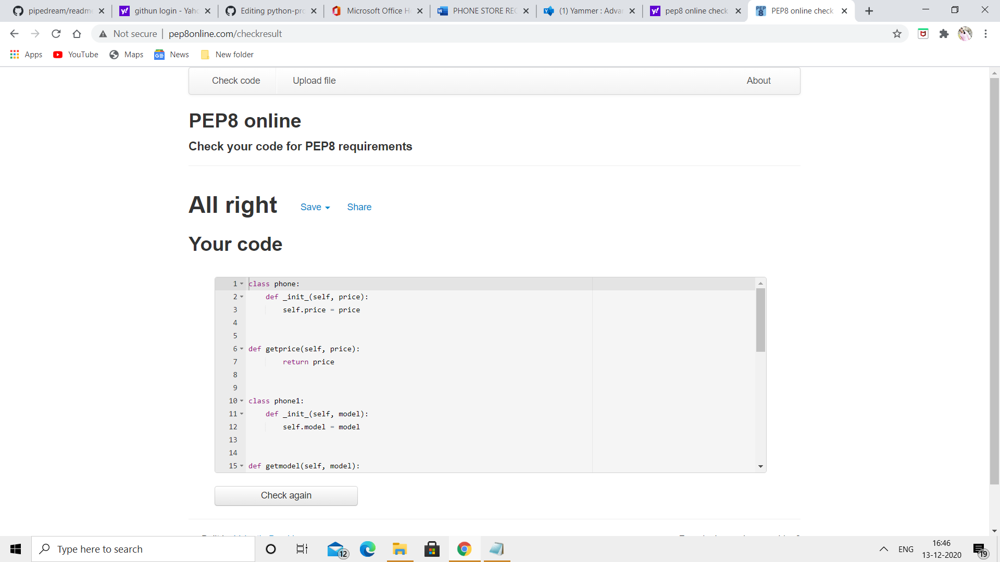 pipedream/readme
githun login - Yaho
Editing python-pro
Microsoft Office Ho
PHONE STORE REC
(1) Yammer : Advan
pep8 online check
PEP8 online check
Not secure
pep8online.com/checkresult
Apps
YouTube
Maps
News
New folder
Check code
Upload file
About
PEP8 online
Check your code for PEP8 requirements
All right
Save
Share
Your code
1 class phone:
2 def _init_(self, price):
3 self.price = price
4
5
6 def getprice(self, price):
7 return price
8
9
10 class phone1:
11 def _init_(self, model):
12 self.model = model
13
14
15 def getmodel(self, model):
Check again
Type here to search
12
ENG
16:46
13-12-2020
19